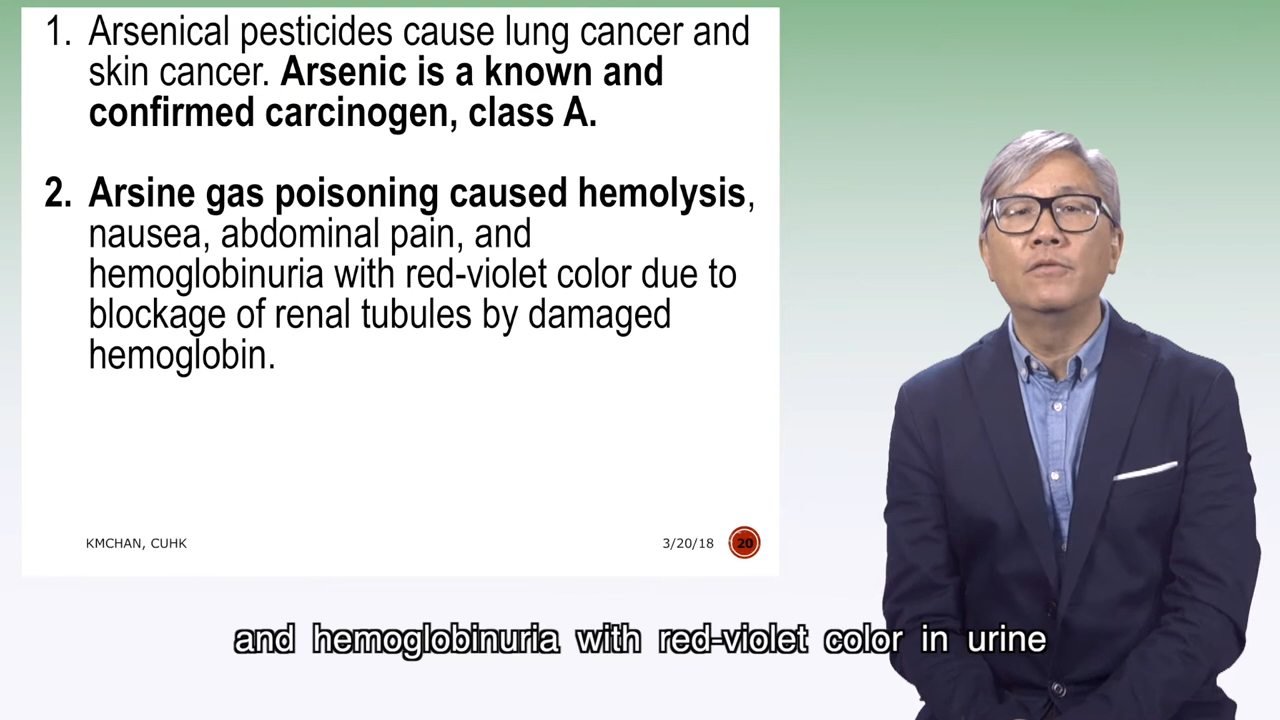 1. Arsenical pesticides cause lung cancer and
skin cancer. Arsenic is a known and
confirmed carcinogen, class A.
2. Arsine gas poisoning caused hemolysis,
nausea, abdominal pain, and
hemoglobinuria with red-violet color due to
blockage of renal tubules by damaged
hemoglobin.
KMCHAN, CUHK
3/20/18
20
and hemoglobinuria with red-violet color in urine